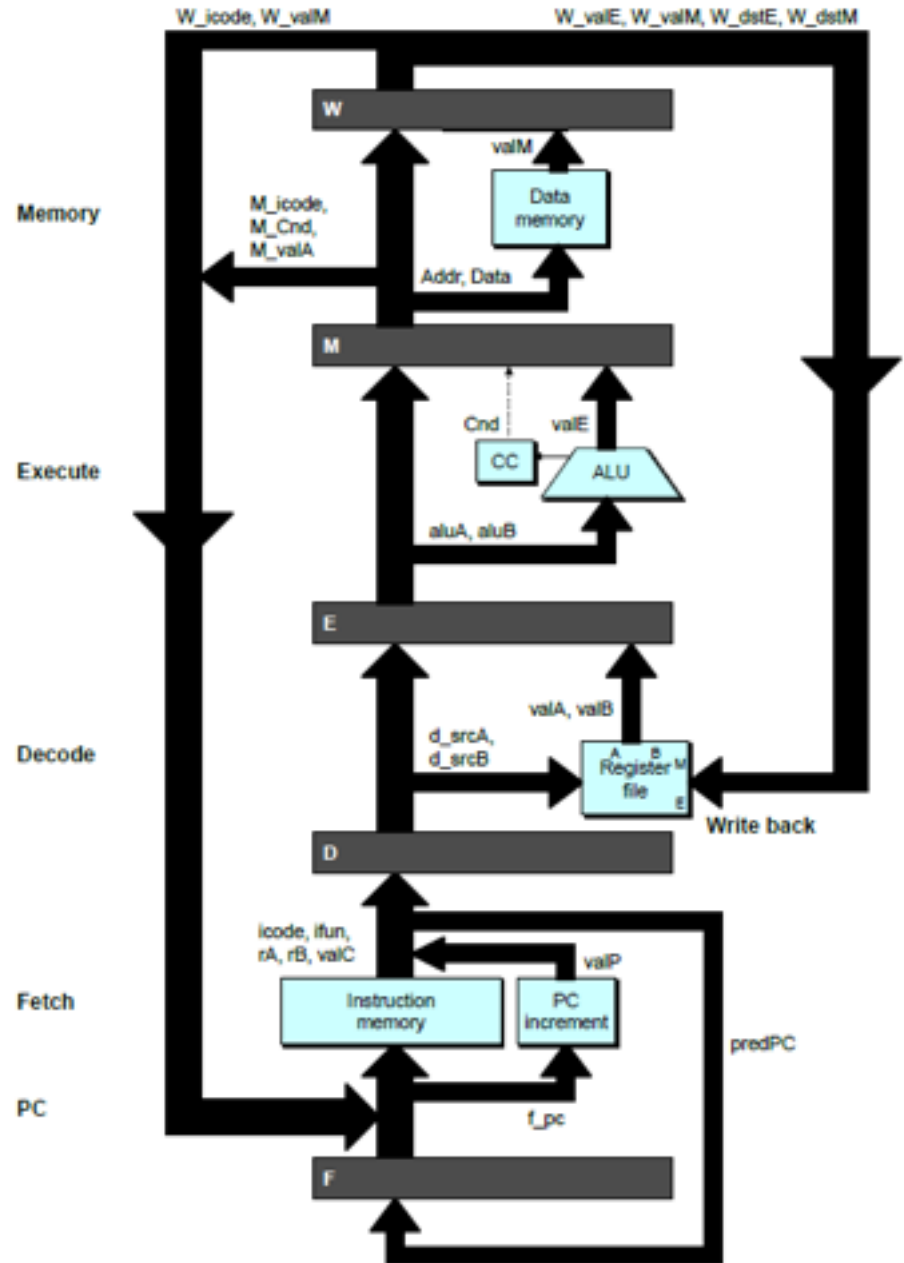 W_icode, W_valM
W_valE, W_valM, W_dstE, W_dstM
W
valM
Memory
M_icode,
M_Cnd,
M_valA
Data
memory
Addr, Data
M
Cnd
valE
Execute
CC
ALU
aluA, aluB
E
valA, valB
Decode
d_srcA,
d_srcB
A B
M
Register
file
E
Write back
D
icode, ifun,
rA, rB, valC
valP
Fetch
Instruction
memory
PC
increment
predPC
PC
f_pc
F